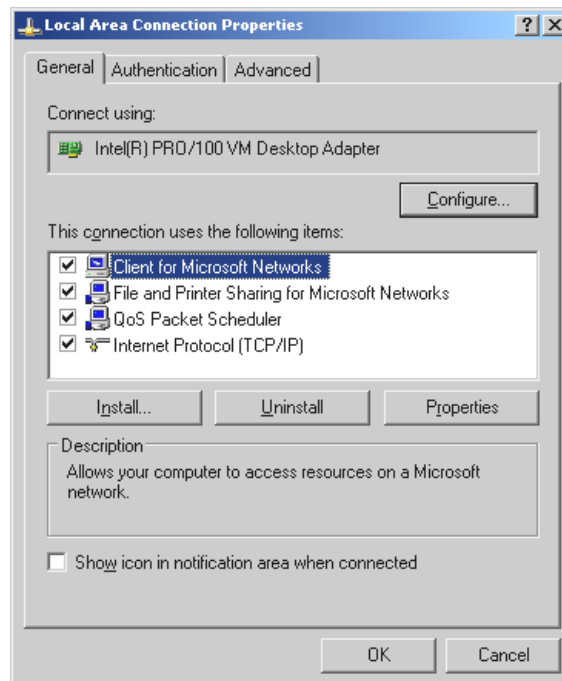 Local Area Connection Properties
General Authentication Advanced
Connect using:
Intel(R) PRO/100 VM Desktop Adapter
Configure...
This connection uses the following items:
Client for Microsoft Networks
File and Printer Sharing for Microsoft Networks
QoS Packet Scheduler
Internet Protocol (TCP/IP)
Install... Uninstall Properties
Description
Allows your computer to access resources on a Microsoft
network.
Show icon in notification area when connected
OK Cancel